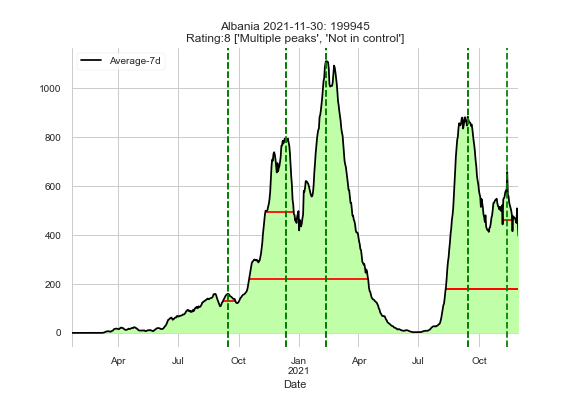 Albania 2021-11-30: 199945
Rating:8 ['Multiple peaks', 'Not in control']
Average-7d
1000
800
600
400
200
0
Apr Jul Oct Jan Apr Jul Oct
2021
Date